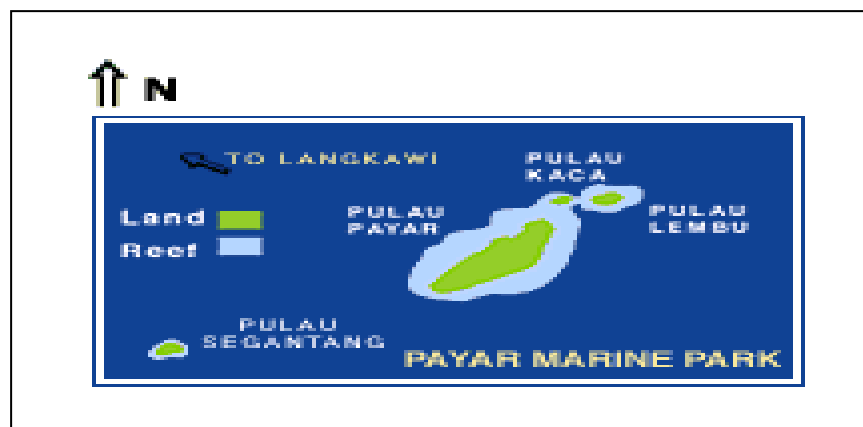 N
TO LANGKAWI
PULAU
KACA
Land
PULAU
PAYAR
PULAU
LEMBU
Reef
PULAU
SEGANTANG
PAYAR MARINE PARK